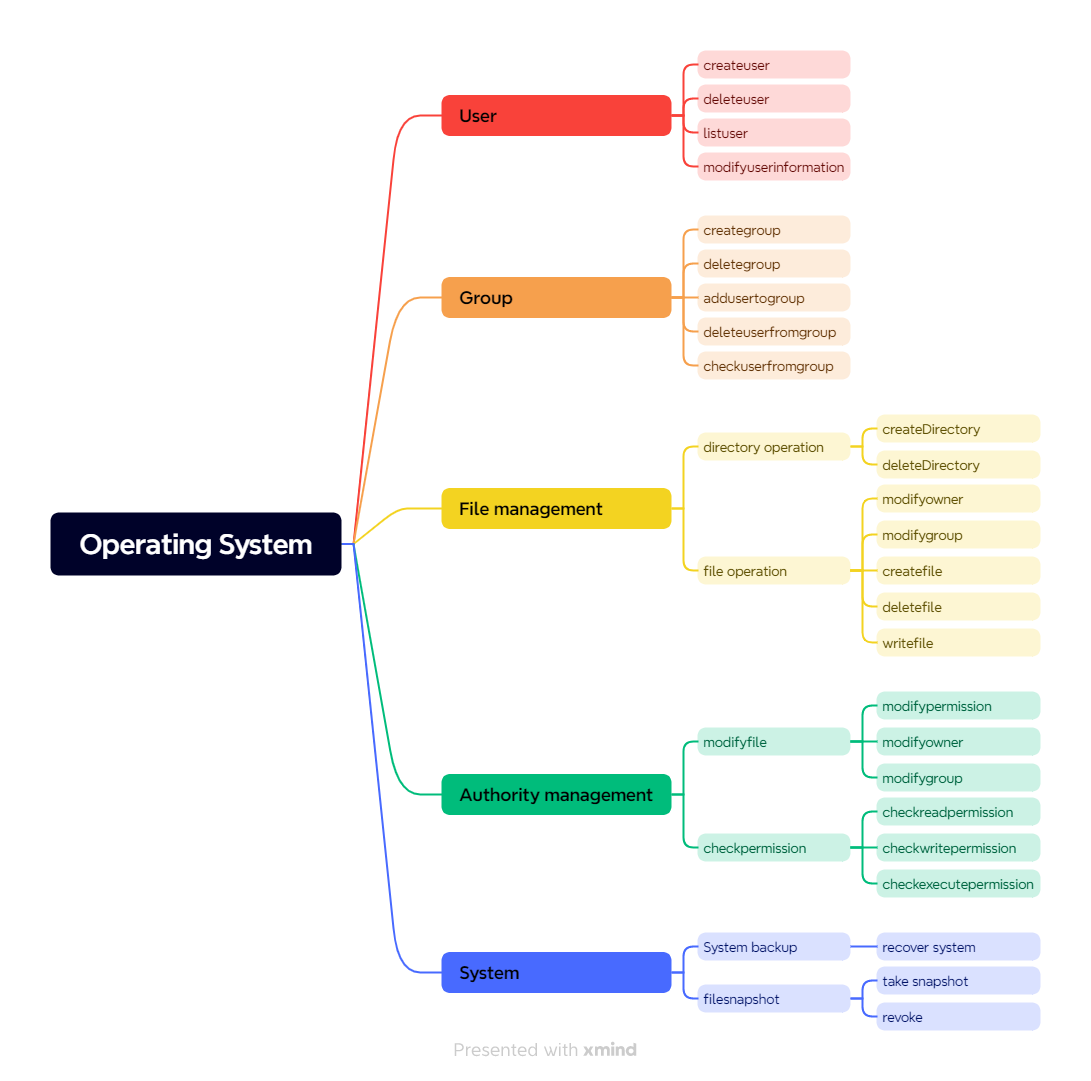 Operating System
User
createuser
deleteuser
listuser
modifyuserinformation
Group
creategroup
deletegroup
addusertogroup
deleteuserfromgroup
checkuserfromgroup
File management
directory operation
createDirectory
deleteDirectory
file operation
modifyowner
modifygroup
createfile
deletefile
writefile
Authority management
modifyfile
modifypermission
modifyowner
modifygroup
checkpermission
checkreadpermission
checkwritepermission
checkexecutepermission
System
System backup
recover system
filesnapshot
take snapshot
revoke
Presented with xmind